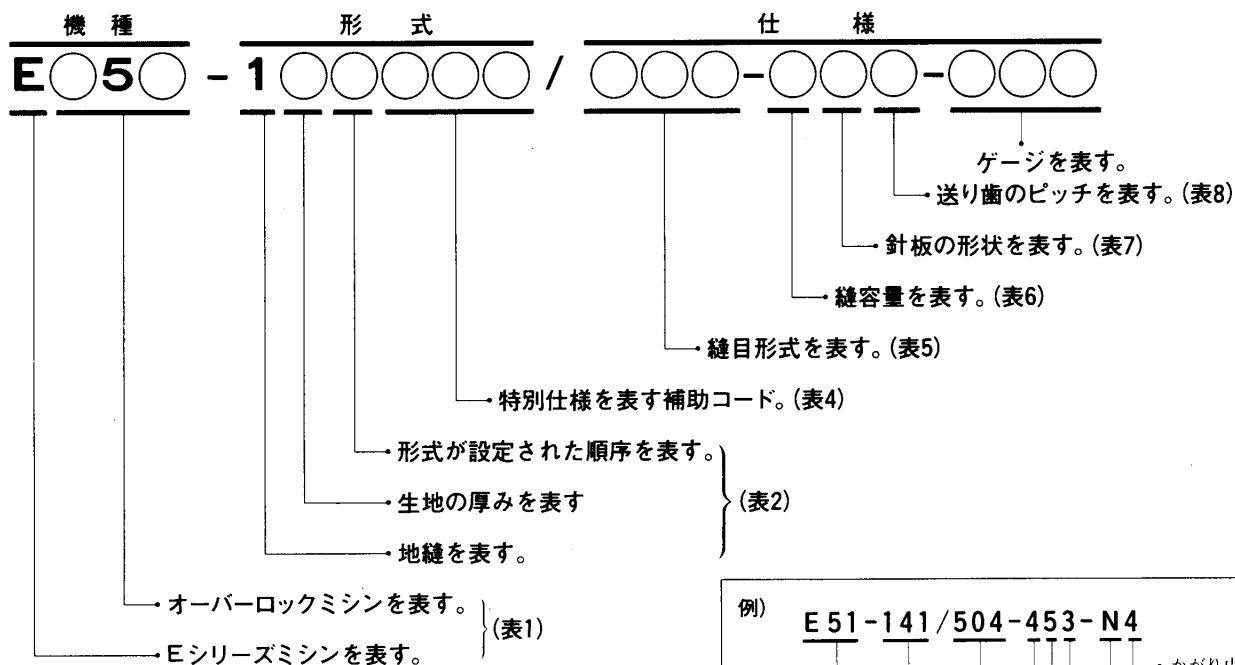 機種 形式 仕様
E○5○-1○○○○○/○○○-○○○-○○○
ゲージを表す。
送り歯のピッチを表す。(表8)
針板の形状を表す。(表7)
縫容量を表す。(表6)
縫目形式を表す。(表5)
特別仕様を表す補助コード。(表4)
形式が設定された順序を表す。
生地の厚みを表す
(表2)
地縫を表す。
オーバーロックミシンを表す。
(表1)
Eシリーズミシンを表す。
例)
E51-141/504-453-N4